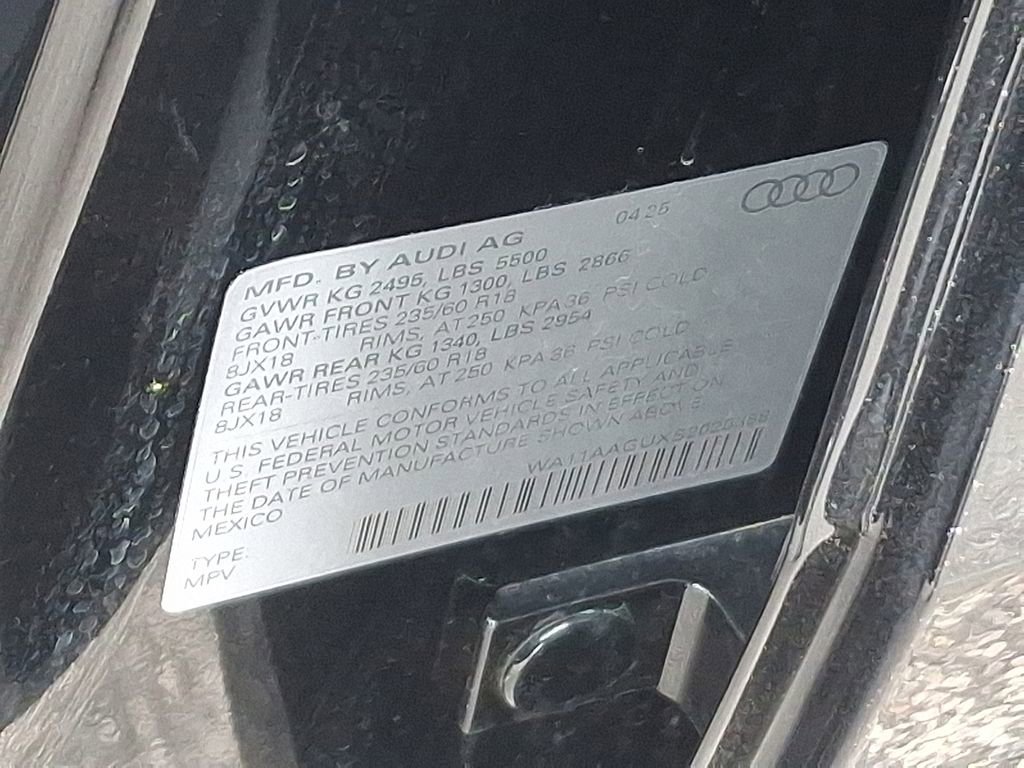 MFD. BY AUDI AG 04 25
GVWR KG 2495, LBS 5500
GAWR FRONT KG 1300, LBS 2866
FRONT-TIRES 235/60 R18
8JX18 RIMS, AT 250 KPA 36 PSI COLD
GAWR REAR KG 1340, LBS 2954
REAR-TIRES 235/60 R18
8JX18 RIMS, AT 250 KPA 36 PSI COLD
THIS VEHICLE CONFORMS TO ALL APPLICABLE
U.S. FEDERAL MOTOR VEHICLE SAFETY AND
THEFT PREVENTION STANDARDS IN EFFECT ON
THE DATE OF MANUFACTURE SHOWN ABOVE
MEXICO
TYPE:
MPV